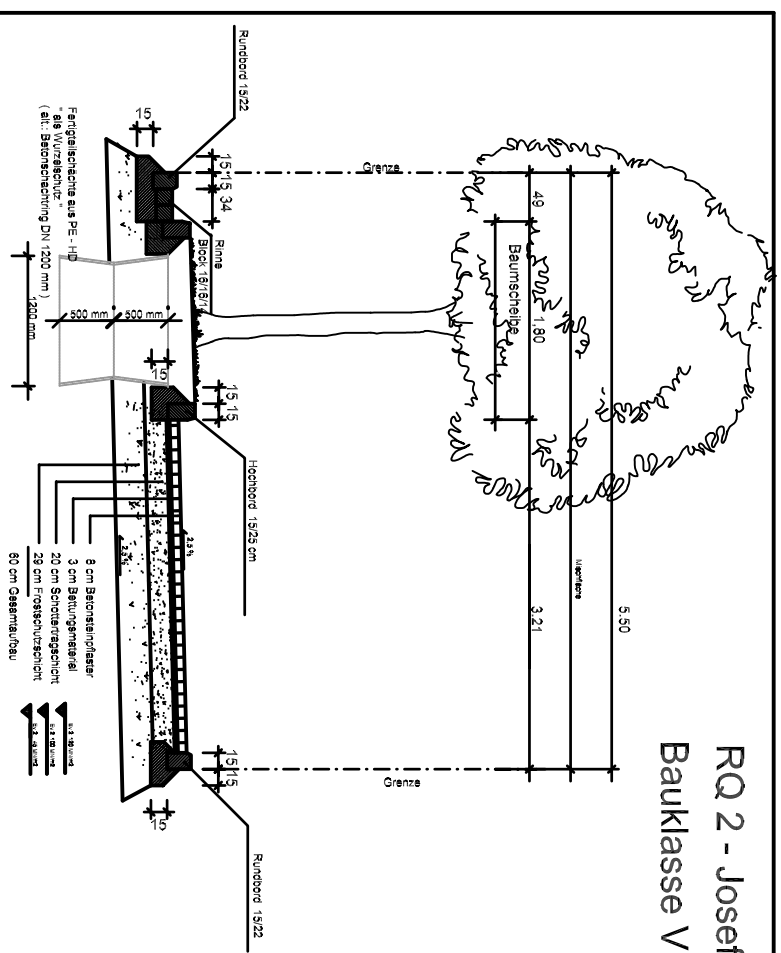 RQ 2 - Josef
Bauklasse V
5.50
Mischfläche
49
1.80
3.21
Baumscheibe
Grenze
Grenze
Rundbord 15/22
Rinne
Block 16/16/1
Hochbord 15/25 cm
Rundbord 15/22
15
15
34
15
15
15
15
15
15
15
2,5 %
2,5 %
500 mm
500 mm
1200 mm
Fertigteilschächte aus PE - HD
" als Wurzelschutz "
( alt.: Betonschachtring DN 1200 mm )
8 cm Betonsteinpflaster
3 cm Bettungsmaterial
20 cm Schottertragschicht
29 cm Frostschutzschicht
60 cm Gesamtaufbau